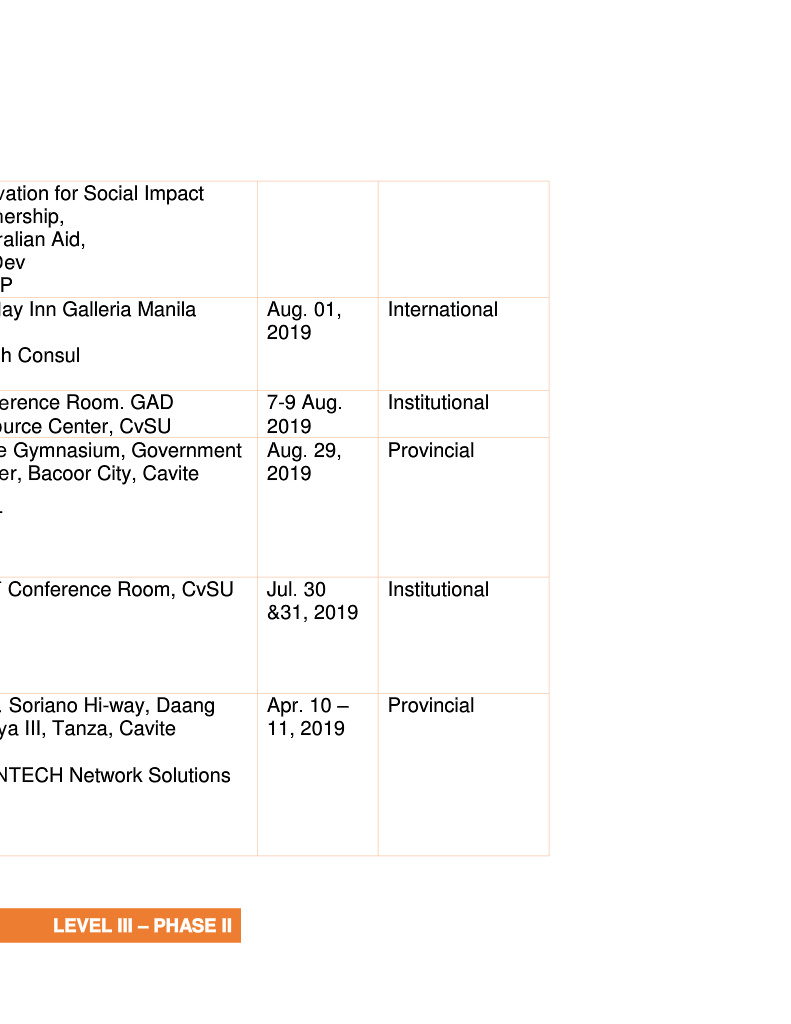 vation for Social Impact
nership,
ralian Aid,
Dev
P
lay Inn Galleria Manila
h Consul
Aug. 01,
2019
International
erence Room. GAD
ource Center, CvSU
7-9 Aug.
2019
Institutional
e Gymnasium, Government
er, Bacoor City, Cavite
Aug. 29,
2019
Provincial
Conference Room, CvSU
Jul. 30
&31, 2019
Institutional
. Soriano Hi-way, Daang
ya III, Tanza, Cavite
NTECH Network Solutions
Apr. 10 –
11, 2019
Provincial
LEVEL III – PHASE II